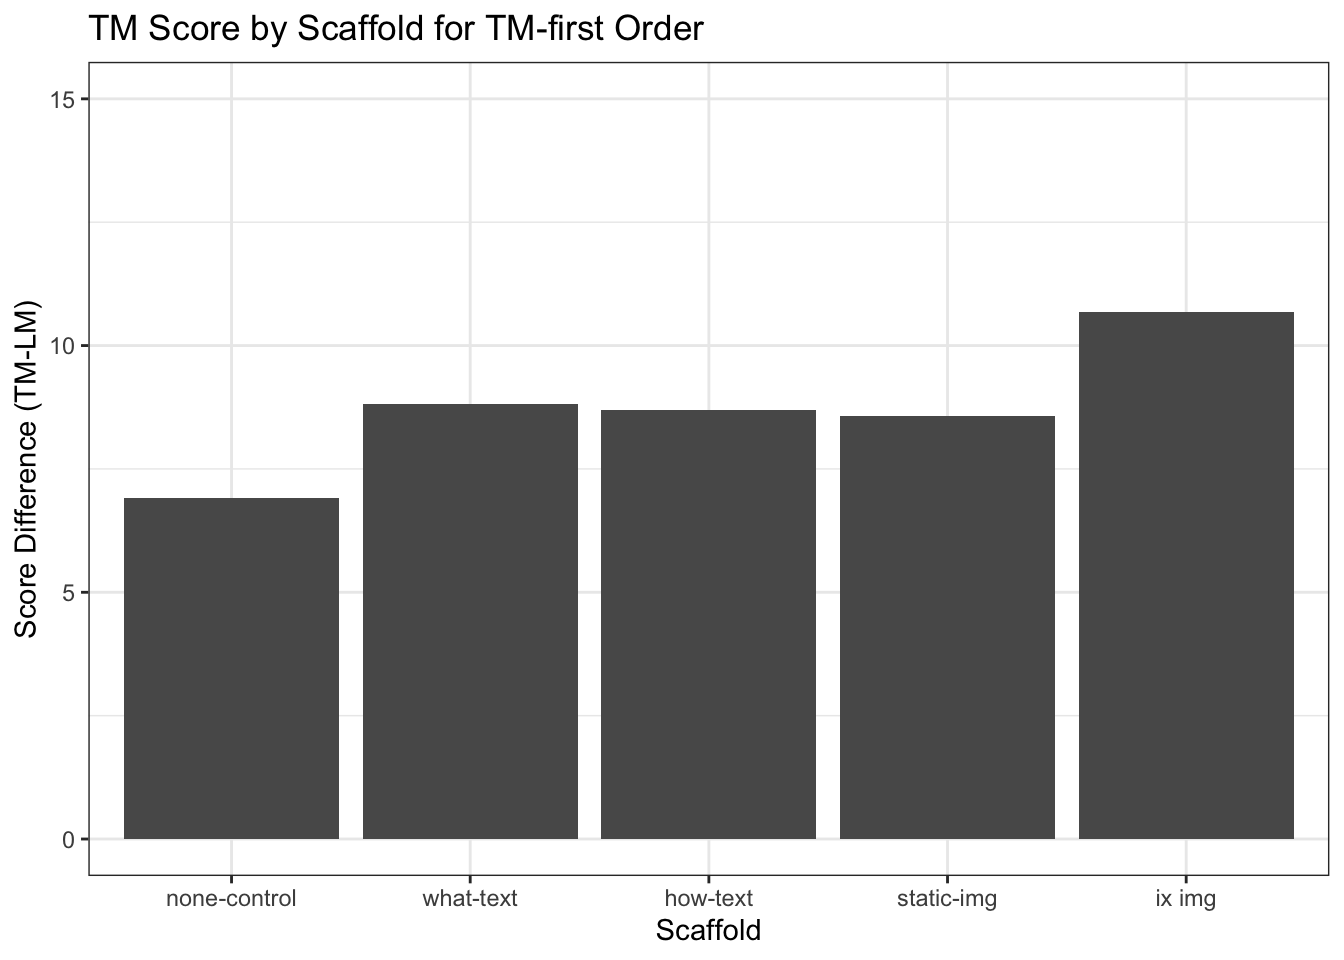 TM Score by Scaffold for TM-first Order
Score Difference (TM-LM)
15
10
5
0
none-control
what-text
how-text
static-img
ix img
Scaffold